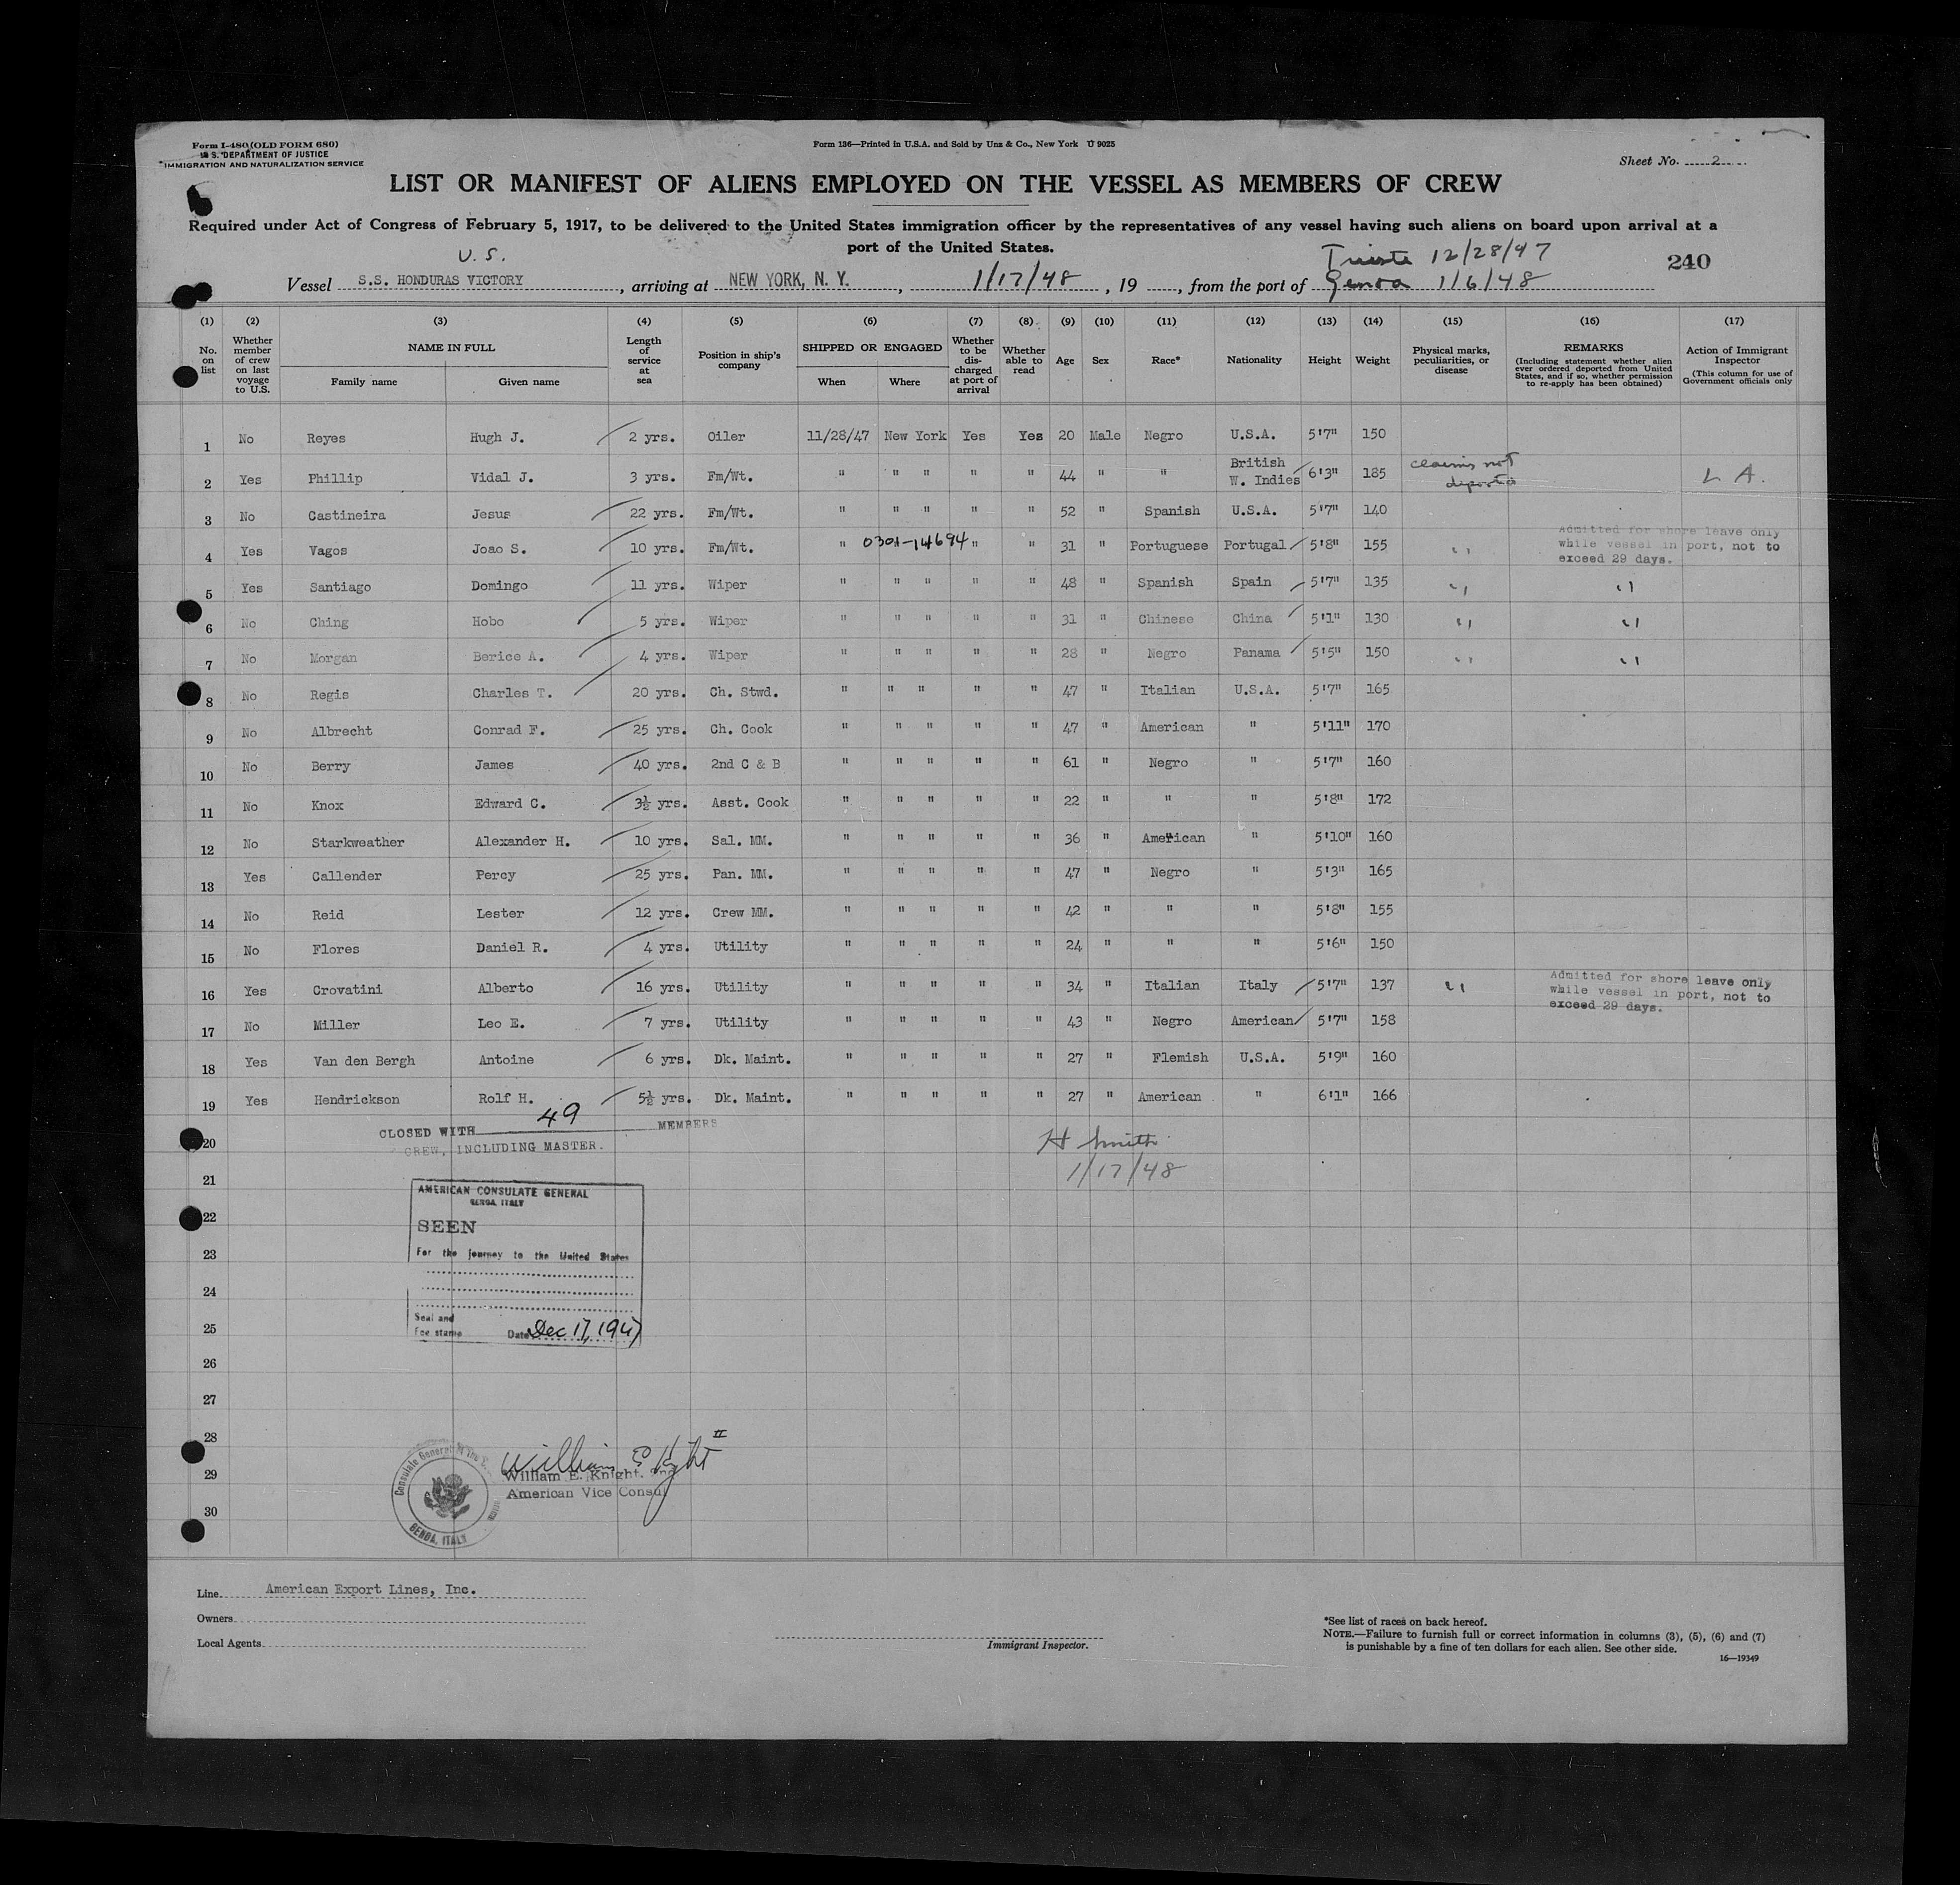 Form I-480 (OLD FORM 680)
U. S. DEPARTMENT OF JUSTICE
IMMIGRATION AND NATURALIZATION SERVICE
Form 136—Printed in U.S.A. and Sold by Unz & Co., New York U 9025
Sheet No. 2
LIST OR MANIFEST OF ALIENS EMPLOYED ON THE VESSEL AS MEMBERS OF CREW
Required under Act of Congress of February 5, 1917, to be delivered to the United States immigration officer by the representatives of any vessel having such aliens on board upon arrival at a
port of the United States.
U. S.
Trieste 12/28/47
240
Vessel S.S. HONDURAS VICTORY, arriving at NEW YORK, N. Y., 1/17/48, 19, from the port of Genoa 1/6/48
(1) (2) (3) (4) (5) (6) (7) (8) (9) (10) (11) (12) (13) (14) (15) (16) (17)
No. on list
Whether member of crew on last voyage to U.S.
NAME IN FULL
Family name Given name
Length of service at sea
Position in ship's company
SHIPPED OR ENGAGED
When Where
Whether to be discharged at port of arrival
Whether able to read
Age
Sex
Race*
Nationality
Height
Weight
Physical marks, peculiarities, or disease
REMARKS
(Including statement whether alien ever ordered deported from United States, and if so, whether permission to re-apply has been obtained)
Action of Immigrant Inspector
(This column for use of Government officials only
1 No Reyes Hugh J. 2 yrs. Oiler 11/28/47 New York Yes Yes 20 Male Negro U.S.A. 5'7" 150
2 Yes Phillip Vidal J. 3 yrs. Fm/Wt. " " " " " 44 " " British W. Indies 6'3" 185 claims not deported L. A.
3 No Castineira Jesus 22 yrs. Fm/Wt. " " " " " 52 " Spanish U.S.A. 5'7" 140
4 Yes Vagos Joao S. 10 yrs. Fm/Wt. " 0301-14694 " " 31 " Portuguese Portugal 5'8" 155 " Admitted for shore leave only while vessel in port, not to exceed 29 days.
5 Yes Santiago Domingo 11 yrs. Wiper " " " " " 48 " Spanish Spain 5'7" 135 " "
6 No Ching Hobo 5 yrs. Wiper " " " " " 31 " Chinese China 5'1" 130 " "
7 No Morgan Berice A. 4 yrs. Wiper " " " " " 28 " Negro Panama 5'5" 150 " "
8 No Regis Charles T. 20 yrs. Ch. Stwd. " " " " " 47 " Italian U.S.A. 5'7" 165
9 No Albrecht Conrad F. 25 yrs. Ch. Cook " " " " " 47 " American " 5'11" 170
10 No Berry James 40 yrs. 2nd C & B " " " " " 61 " Negro " 5'7" 160
11 No Knox Edward C. 3½ yrs. Asst. Cook " " " " " 22 " " " 5'8" 172
12 No Starkweather Alexander H. 10 yrs. Sal. MM. " " " " " 36 " American " 5'10" 160
13 Yes Callender Percy 25 yrs. Pan. MM. " " " " " 47 " Negro " 5'3" 165
14 No Reid Lester 12 yrs. Crew MM. " " " " " 42 " " " 5'8" 155
15 No Flores Daniel R. 4 yrs. Utility " " " " " 24 " " " 5'6" 150
16 Yes Crovatini Alberto 16 yrs. Utility " " " " " 34 " Italian Italy 5'7" 137 " Admitted for shore leave only while vessel in port, not to exceed 29 days.
17 No Miller Leo E. 7 yrs. Utility " " " " " 43 " Negro American 5'7" 158
18 Yes Van den Bergh Antoine 6 yrs. Dk. Maint. " " " " " 27 " Flemish U.S.A. 5'9" 160
19 Yes Hendrickson Rolf H. 5½ yrs. Dk. Maint. " " " " " 27 " American " 6'1" 166
CLOSED WITH 49 MEMBERS
CREW, INCLUDING MASTER.
H Smith
1/17/48
20
21
22
23
24
25
26
27
28
29
30
AMERICAN CONSULATE GENERAL
GENOA, ITALY
SEEN
For the journey to the United States
Seal and
Fee stamp
Date Dec 17, 1947
William E Knight II
William E. Knight, 2nd
American Vice Consul
Consulate General of the
GENOA, ITALY
Line American Export Lines, Inc.
Owners
Local Agents
Immigrant Inspector.
*See list of races on back hereof.
NOTE.—Failure to furnish full or correct information in columns (3), (5), (6) and (7)
is punishable by a fine of ten dollars for each alien. See other side.
16—19349